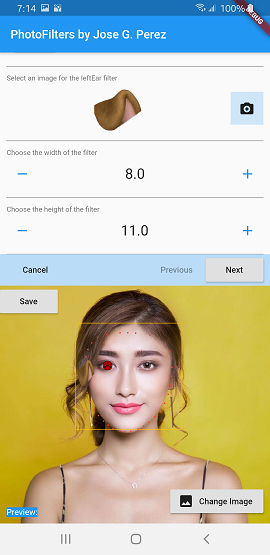 7:14
100%
DEBUG
PhotoFilters by Jose G. Perez
Select an image for the leftEar filter
Choose the width of the filter
8.0
Choose the height of the filter
11.0
Cancel
Previous
Next
Save
Change Image
Preview: